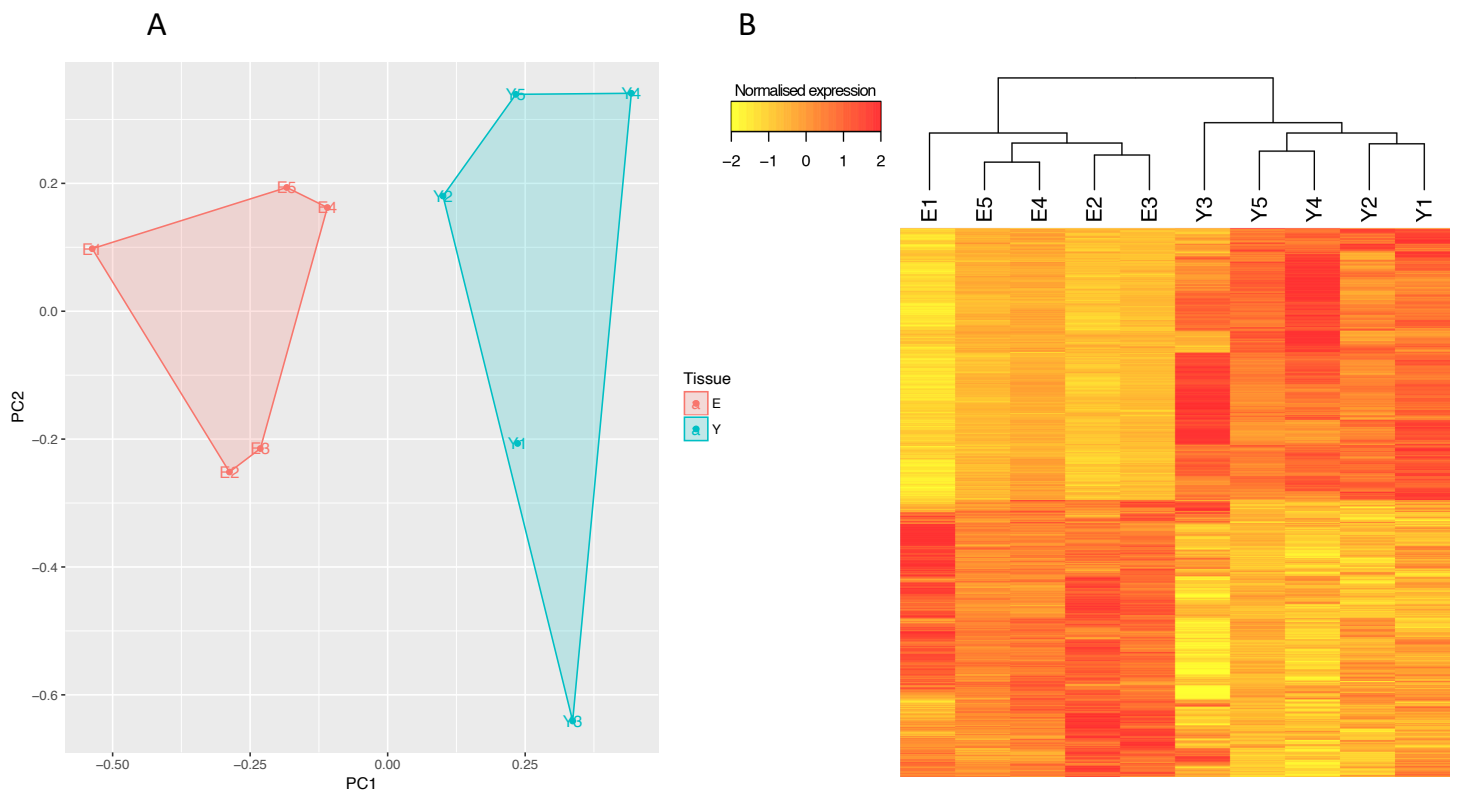 A
B
Normalised expression
−2 −1 0 1 2
E1 E5 E4 E2 E3 Y3 Y5 Y4 Y2 Y1
Y5 Y4
0.2
E5
Y2
E4
E1
0.0
Tissue
E
Y
a
a
PC2
−0.2
Y1
E3
E2
−0.4
−0.6
Y3
−0.50 −0.25 0.00 0.25
PC1